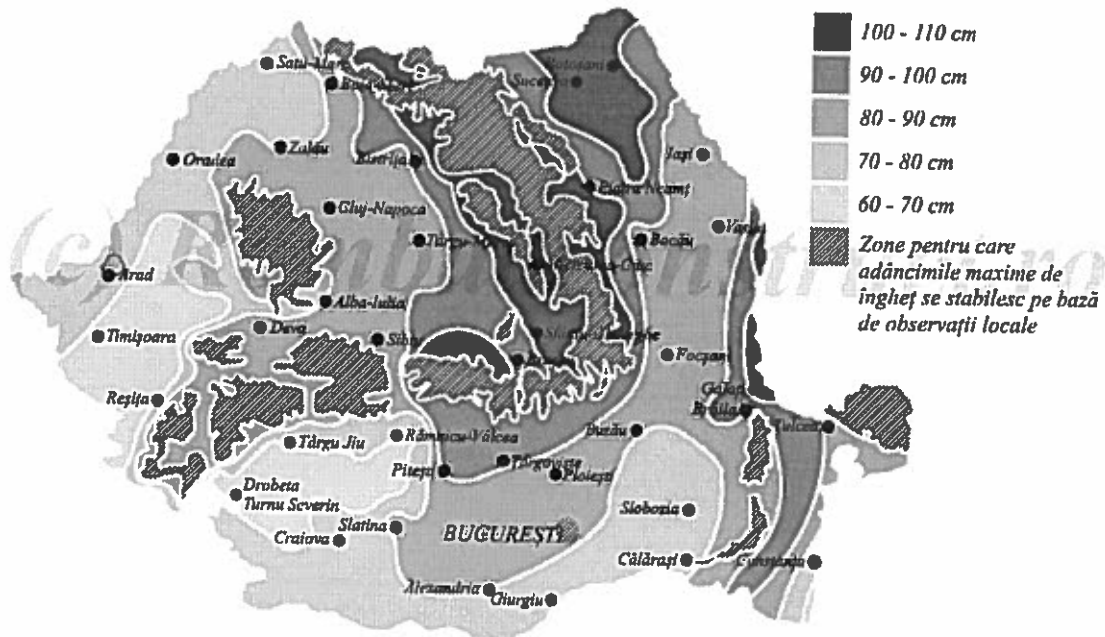 100 - 110 cm
90 - 100 cm
80 - 90 cm
70 - 80 cm
60 - 70 cm
Zone pentru care
adâncimile maxime de
îngheț se stabilesc pe bază
de observații locale
Satu-Mare
Botoșani
Suceava
Zalău
Oradea
Bistrița
Iași
Piatra Neamț
Cluj-Napoca
Vaslui
Bacău
Arad
Alba-Iulia
Deva
Timișoara
Sibiu
Focșani
Reșița
Galați
Brăila
Tulcea
Târgu Jiu
Râmnicu-Vâlcea
Buzău
Pitești
Târgoviște
Ploiești
Drobeta
Turnu Severin
Slobozia
Slatina
Craiova
BUCUREȘTI
Călărași
Constanța
Alexandria
Giurgiu